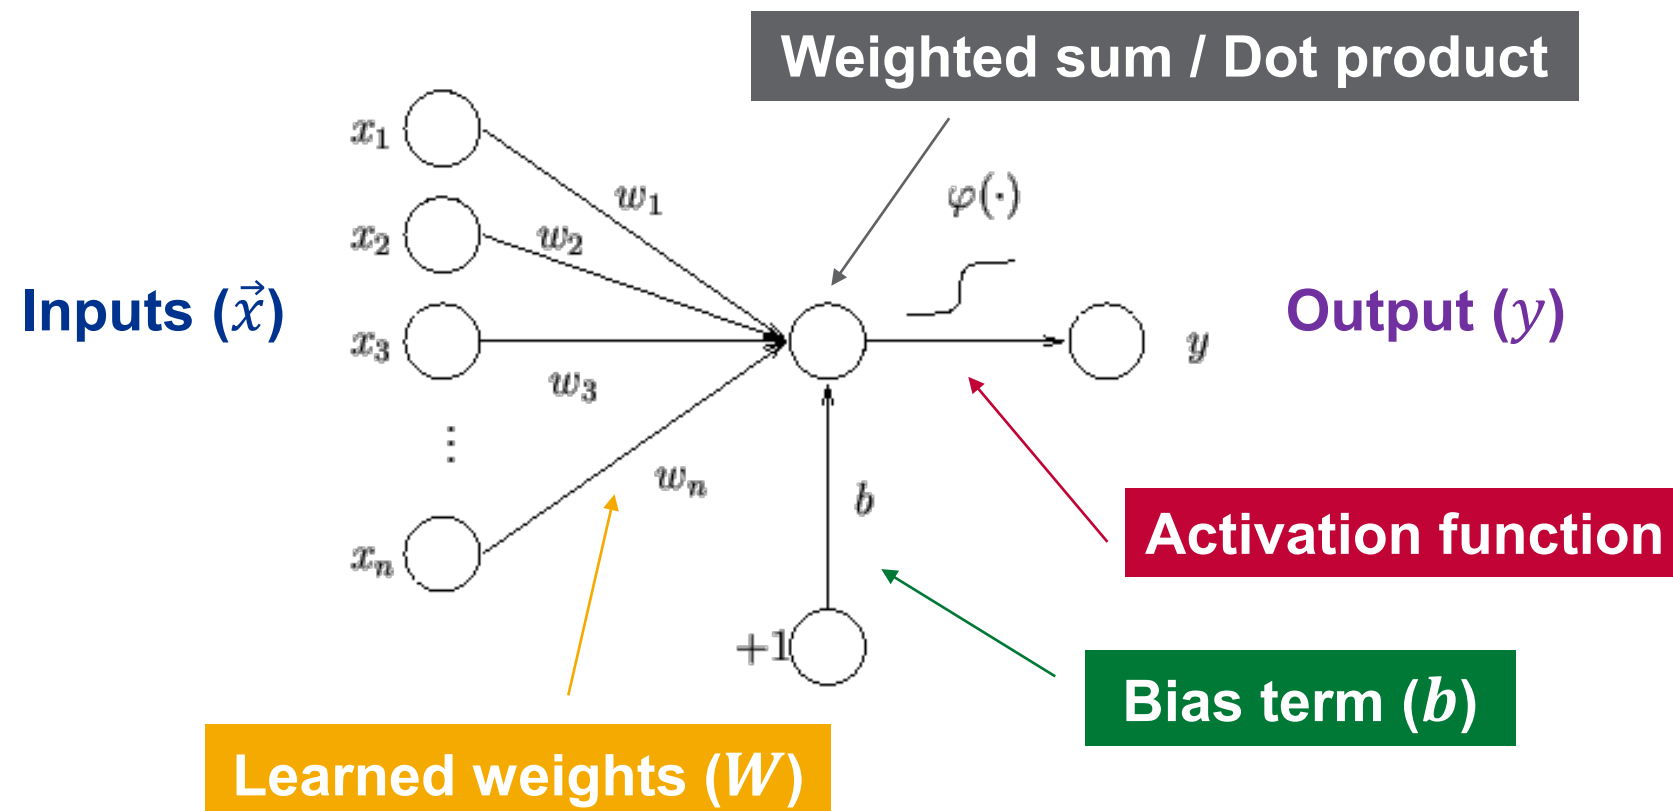 Weighted sum / Dot product
x₁
w₁
φ(·)
x₂
w₂
Inputs (x⃗)
Output (y)
x₃
y
w₃
⋮
wₙ
b
Activation function
xₙ
+1
Bias term (b)
Learned weights (W)